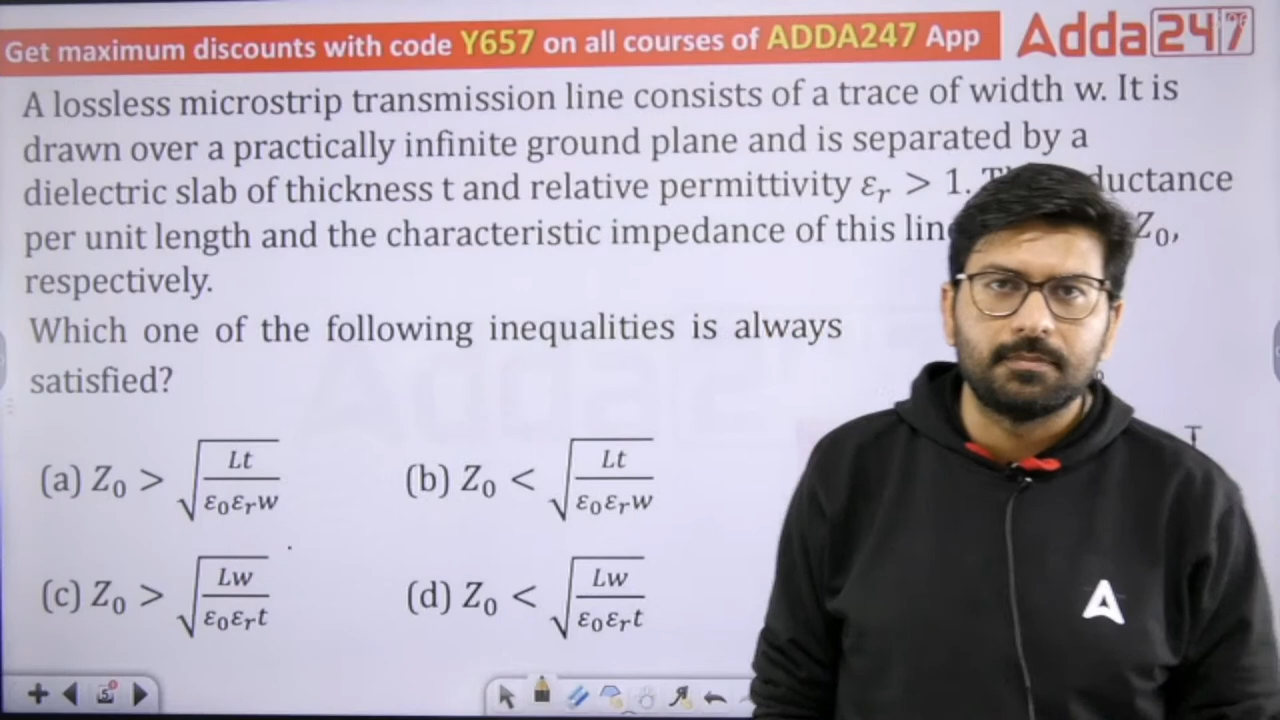 Get maximum discounts with code Y657 on all courses of ADDA247 App
Adda247
A lossless microstrip transmission line consists of a trace of width w. It is
drawn over a practically infinite ground plane and is separated by a
dielectric slab of thickness t and relative permittivity εᵣ > 1.
per unit length and the characteristic impedance of this Z₀,
respectively.
Which one of the following inequalities is always
satisfied?
(a) Z₀ > √(Lt/ε₀εᵣw) (b) Z₀ < √(Lt/ε₀εᵣw)
(c) Z₀ > √(Lw/ε₀εᵣt) (d) Z₀ < √(Lw/ε₀εᵣt)